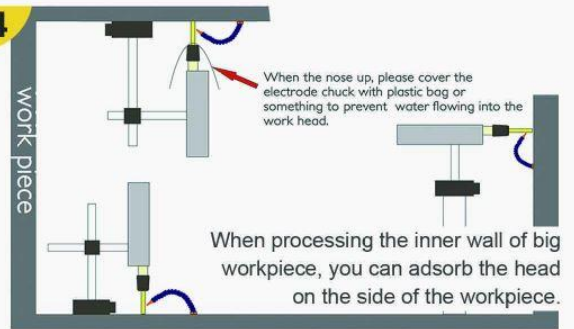 4
When the nose up, please cover the
electrode chuck with plastic bag or
something to prevent water flowing into the
work head.
work piece
When processing the inner wall of big
workpiece, you can adsorb the head
on the side of the workpiece.